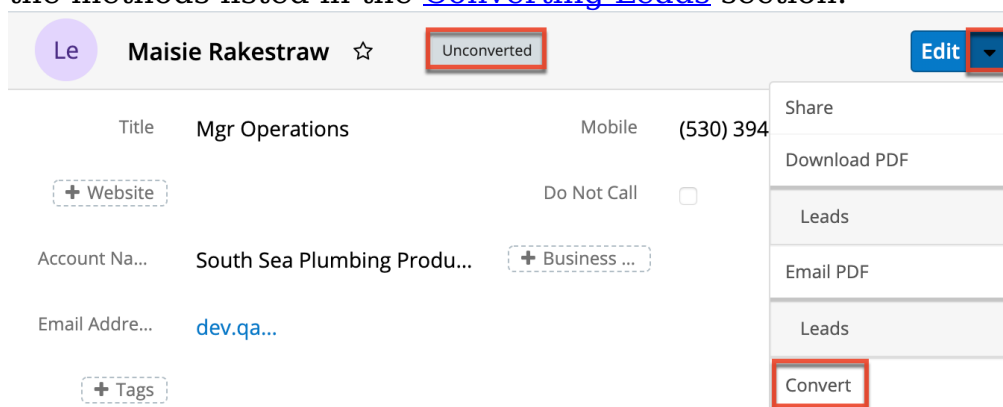 the methods listed in the Converting Leads section.
Le Maisie Rakestraw Unconverted Edit
Share
Title Mgr Operations Mobile (530) 394
Download PDF
+ Website Do Not Call
Leads
Account Na... South Sea Plumbing Produ... + Business ...
Email PDF
Email Addre... dev.qa...
Leads
+ Tags
Convert